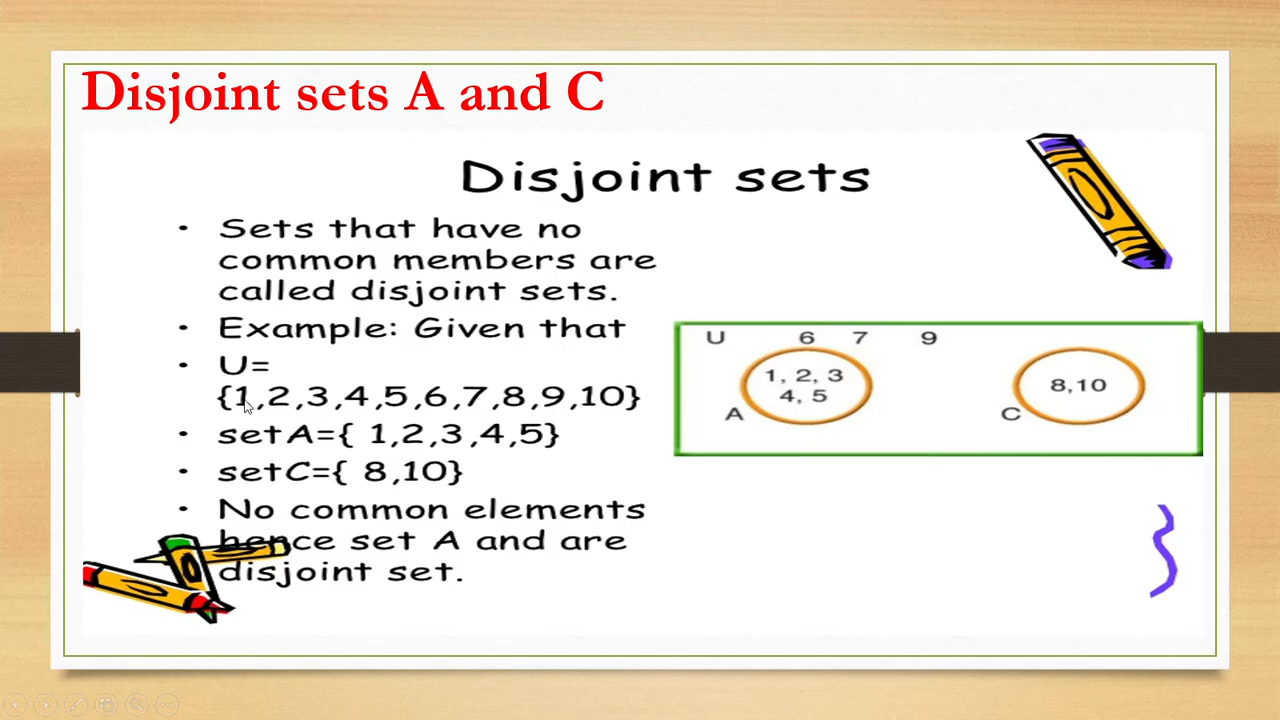 Disjoint sets A and C
Disjoint sets
• Sets that have no
common members are
called disjoint sets.
• Example: Given that
• U=
{1,2,3,4,5,6,7,8,9,10}
• setA={ 1,2,3,4,5}
• setC={ 8,10}
• No common elements
hence set A and are
disjoint set.
U 6 7 9
1, 2, 3
4, 5
A
8,10
C